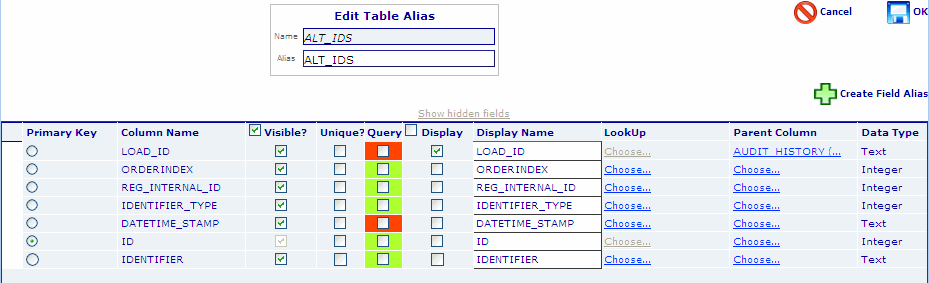 Edit Table Alias
Cancel
OK
Name ALT_IDS
Alias ALT_IDS
Create Field Alias
Show hidden fields
Primary Key Column Name Visible? Unique? Query Display Display Name LookUp Parent Column Data Type
LOAD_ID LOAD_ID Choose... AUDIT_HISTORY (... Text
ORDERINDEX ORDERINDEX Choose... Choose... Integer
REG_INTERNAL_ID REG_INTERNAL_ID Choose... Choose... Integer
IDENTIFIER_TYPE IDENTIFIER_TYPE Choose... Choose... Integer
DATETIME_STAMP DATETIME_STAMP Choose... Choose... Text
ID ID Choose... Choose... Integer
IDENTIFIER IDENTIFIER Choose... Choose... Text